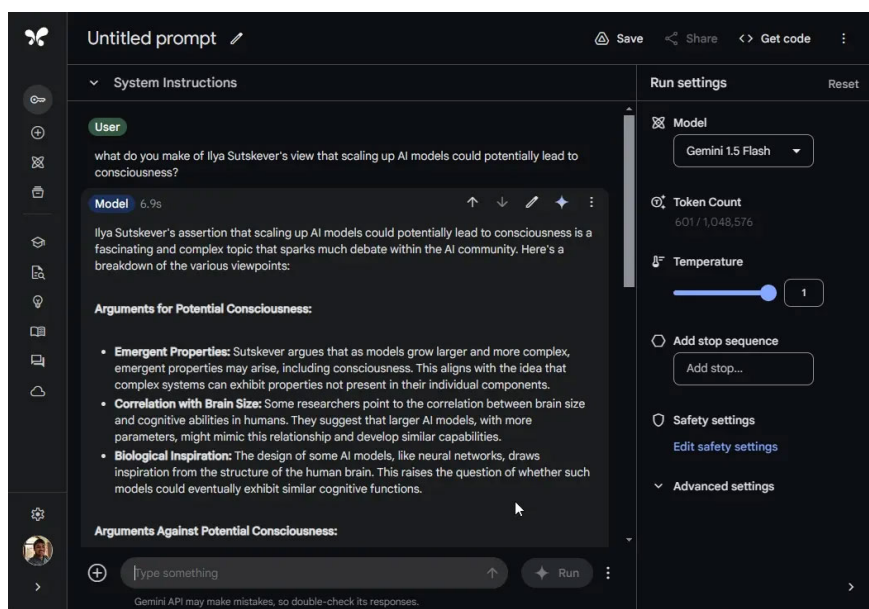 Untitled prompt
Save
Share
<> Get code
System Instructions
Run settings
Reset
User
what do you make of Ilya Sutskever's view that scaling up AI models could potentially lead to
consciousness?
Model 6.9s
Ilya Sutskever's assertion that scaling up AI models could potentially lead to consciousness is a
fascinating and complex topic that sparks much debate within the AI community. Here's a
breakdown of the various viewpoints:
Arguments for Potential Consciousness:
• Emergent Properties: Sutskever argues that as models grow larger and more complex,
emergent properties may arise, including consciousness. This aligns with the idea that
complex systems can exhibit properties not present in their individual components.
• Correlation with Brain Size: Some researchers point to the correlation between brain size
and cognitive abilities in humans. They suggest that larger AI models, with more
parameters, might mimic this relationship and develop similar capabilities.
• Biological Inspiration: The design of some AI models, like neural networks, draws
inspiration from the structure of the human brain. This raises the question of whether such
models could eventually exhibit similar cognitive functions.
Arguments Against Potential Consciousness:
Type something
Run
Gemini API may make mistakes, so double-check its responses.
Model
Gemini 1.5 Flash
Token Count
601 / 1,048,576
Temperature
1
Add stop sequence
Add stop...
Safety settings
Edit safety settings
Advanced settings